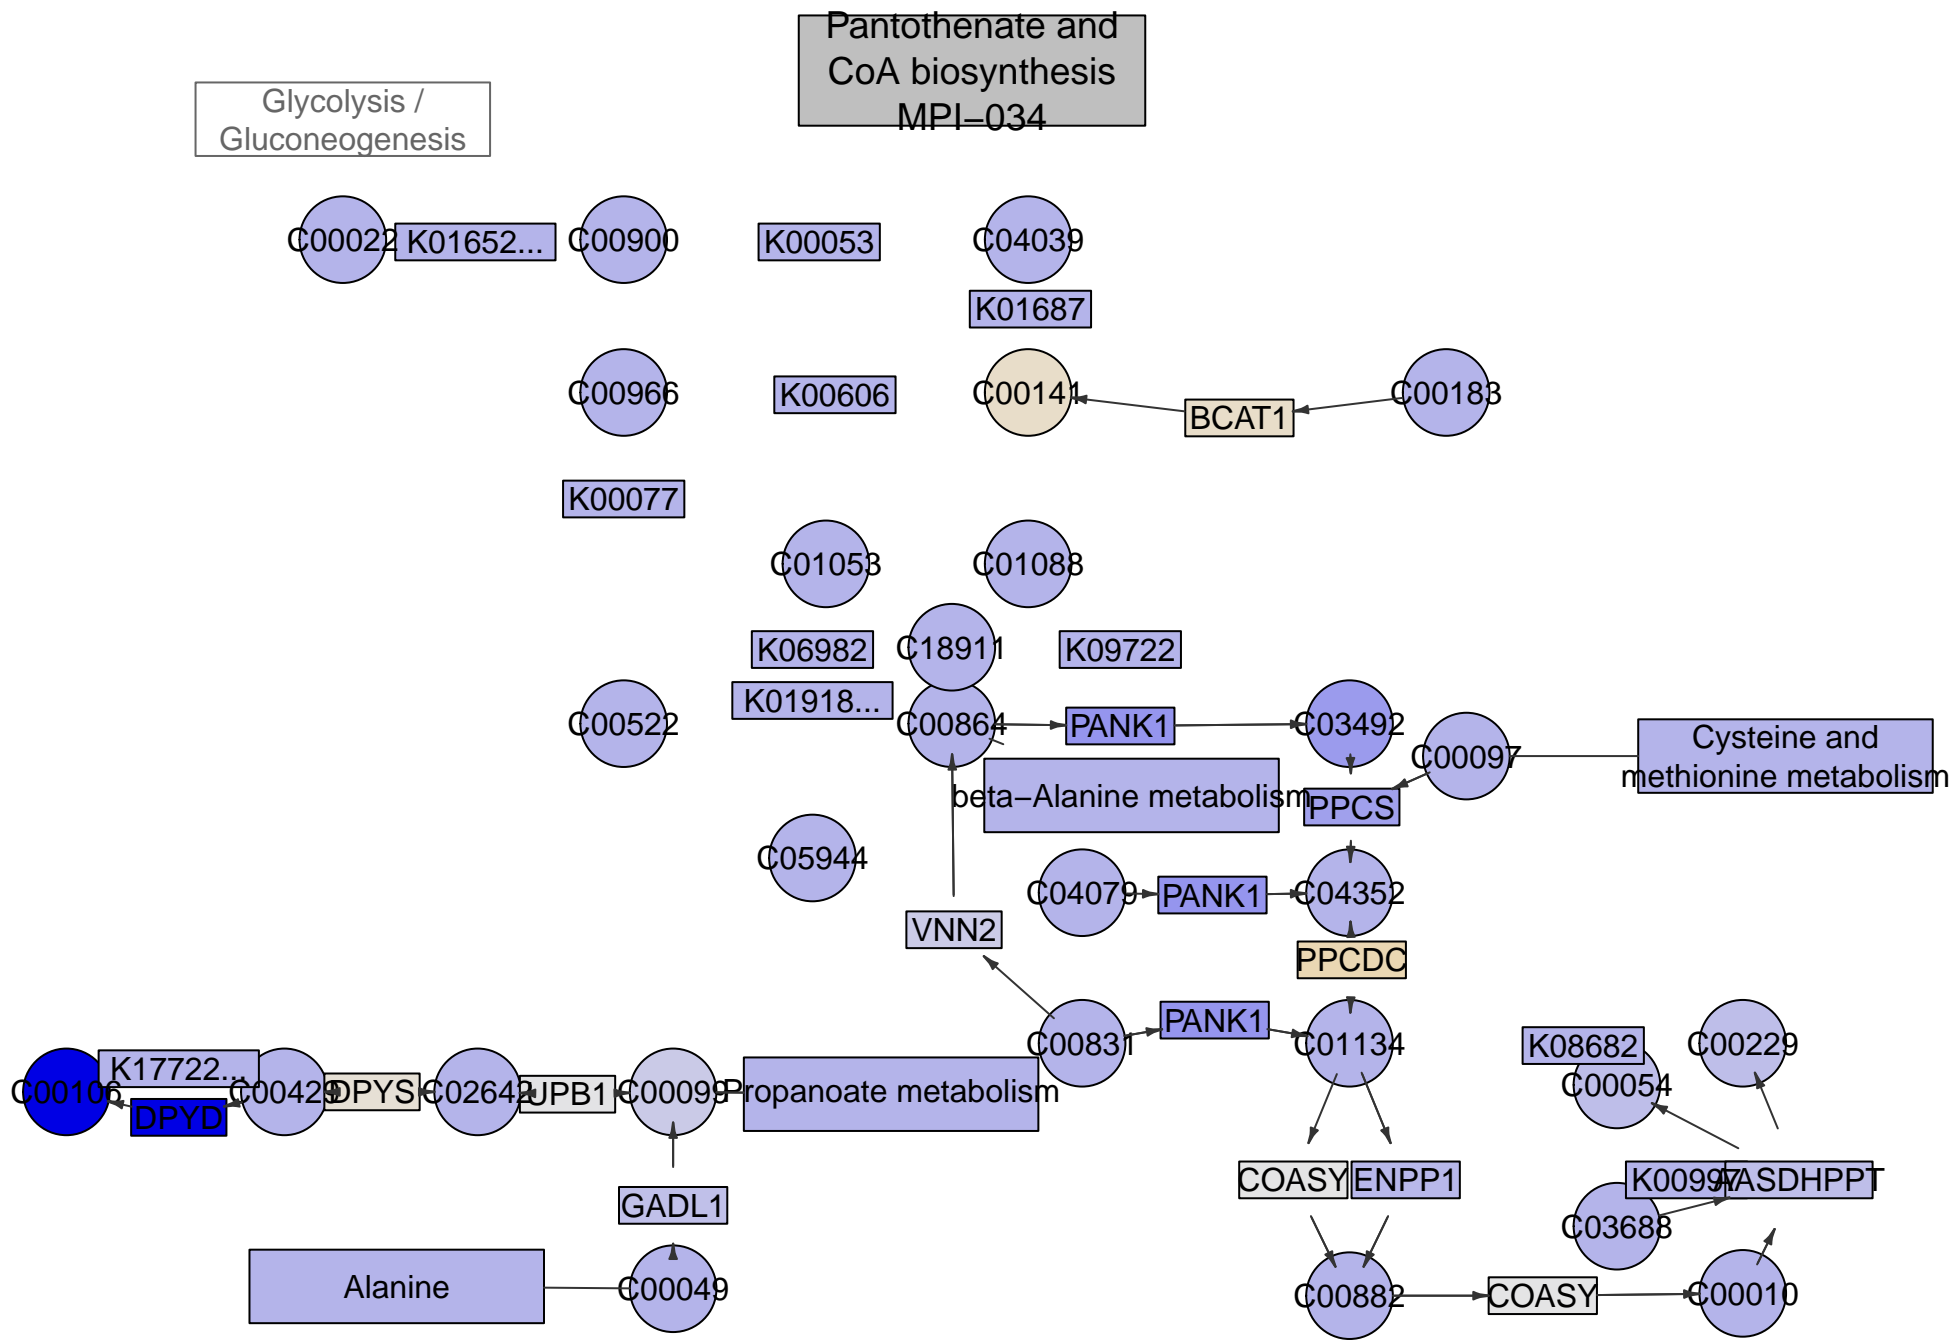 Pantothenate and
CoA biosynthesis
MPI−034
Glycolysis /
Gluconeogenesis
C00022
K01652...
C00900
K00053
C04039
K01687
C00966
K00606
C00141
BCAT1
C00183
K00077
C01053
C01088
K06982
C18911
K09722
K01918...
C00522
C00864
PANK1
C03492
C00097
Cysteine and
methionine metabolism
beta−Alanine metabolism
PPCS
C05944
C04079
PANK1
C04352
VNN2
PPCDC
C00831
PANK1
C01134
K08682
C00229
C00054
K17722...
C00106
DPYD
C00429
DPYS
C02642
UPB1
C00099
Propanoate metabolism
COASY
ENPP1
K00997
AASDHPPT
GADL1
C03688
Alanine
C00049
C00882
COASY
C00010